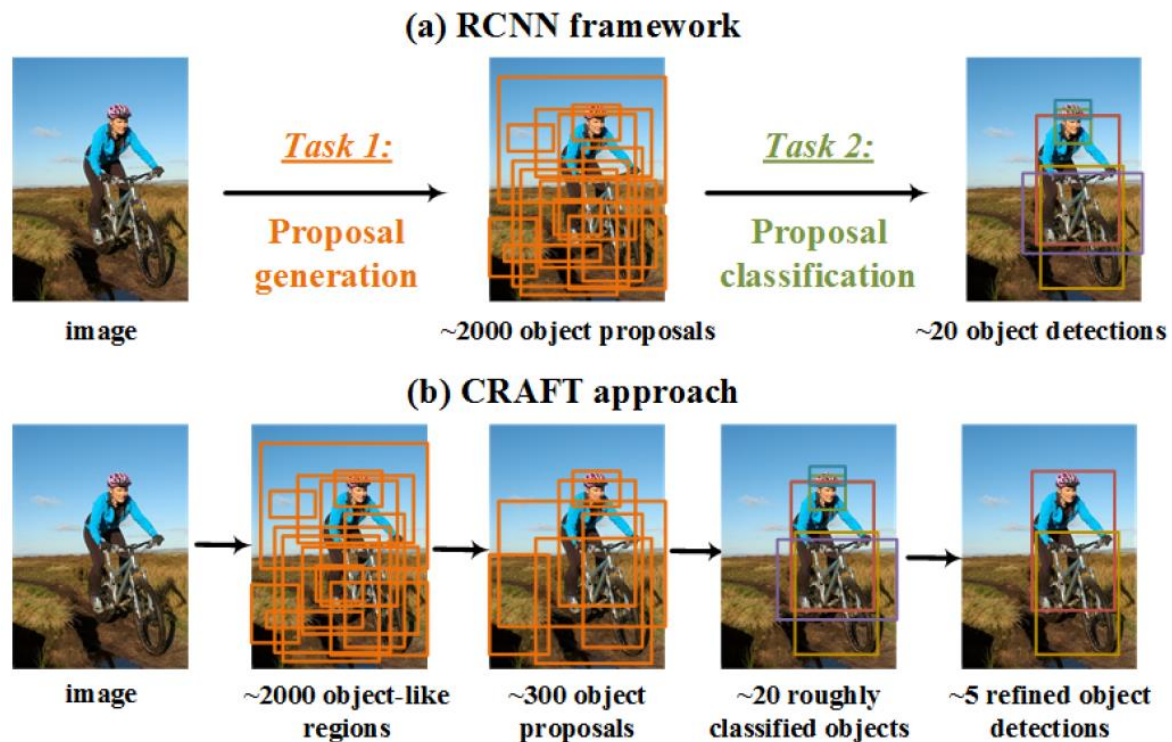 (a) RCNN framework
Task 1:
Proposal
generation
Task 2:
Proposal
classification
image
~2000 object proposals
~20 object detections
(b) CRAFT approach
image
~2000 object-like
regions
~300 object
proposals
~20 roughly
classified objects
~5 refined object
detections